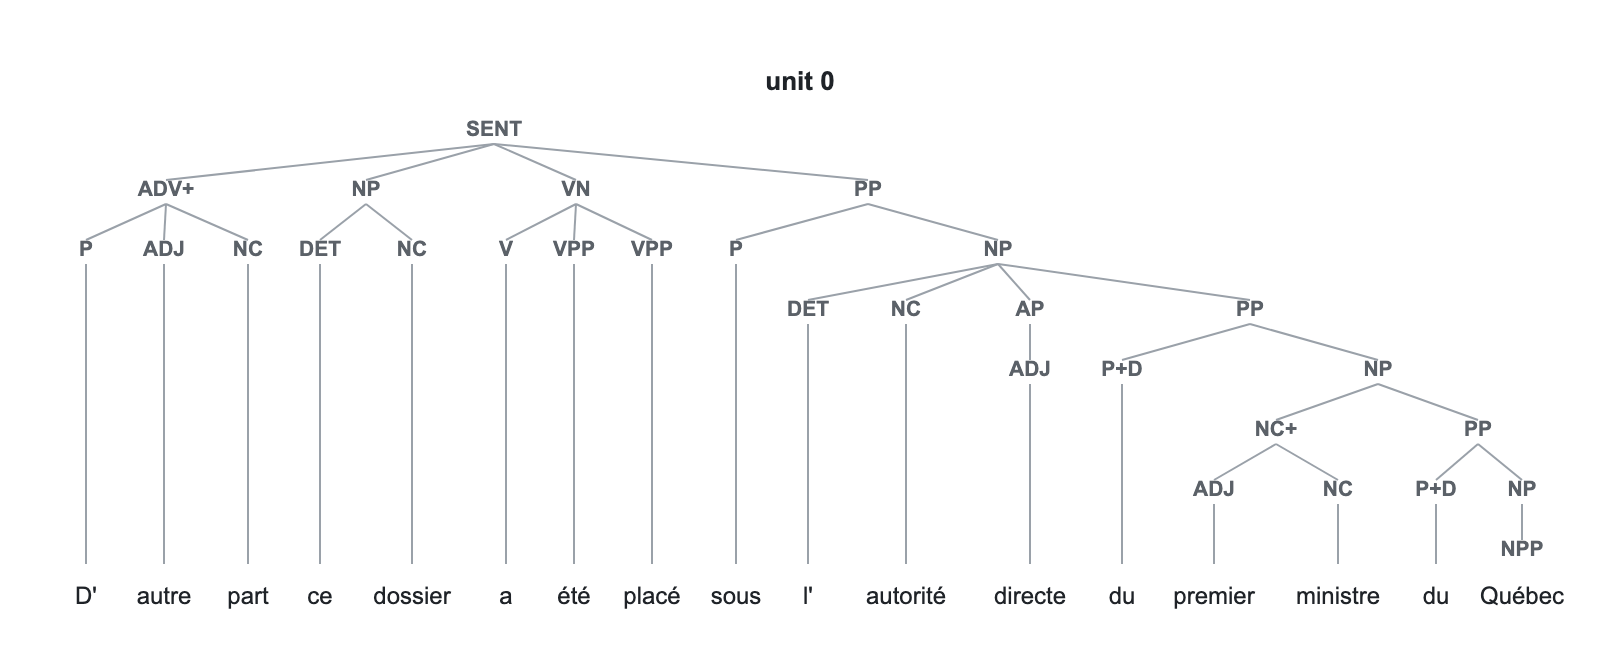 unit 0
SENT
ADV+ NP VN PP
P ADJ NC DET NC V VPP VPP P NP
DET NC AP PP
ADJ P+D NP
NC+ PP
ADJ NC P+D NP
NPP
D' autre part ce dossier a été placé sous l' autorité directe du premier ministre du Québec